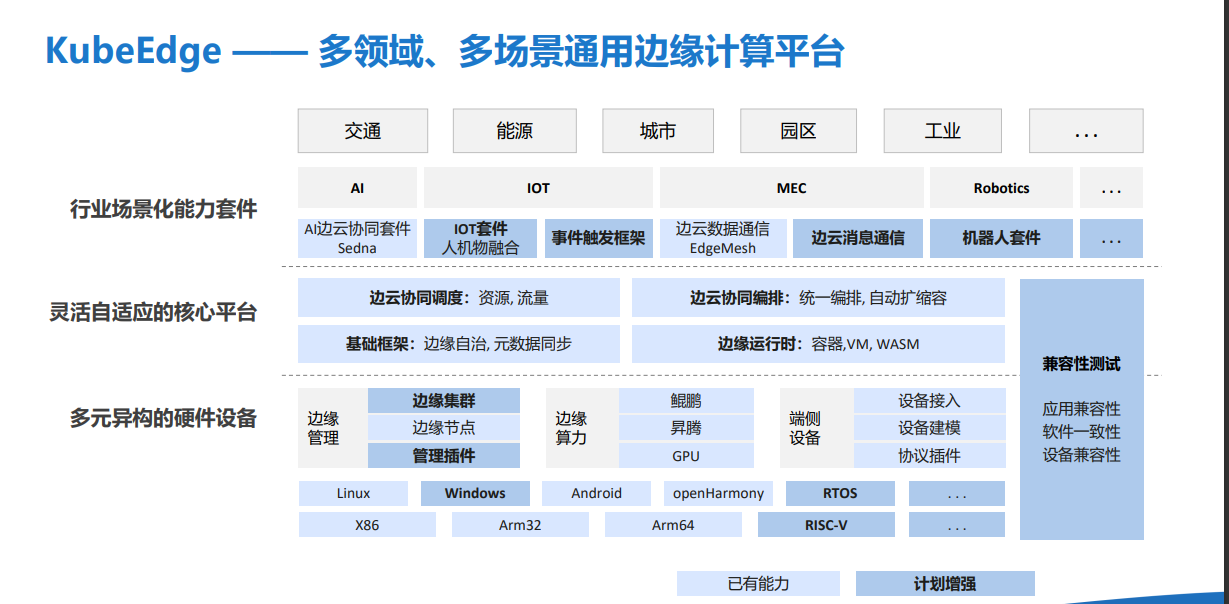 KubeEdge —— 多领域、多场景通用边缘计算平台
交通
能源
城市
园区
工业
...
行业场景化能力套件
AI
IOT
MEC
Robotics
...
AI边云协同套件
Sedna
IOT套件
人机物融合
事件触发框架
边云数据通信
EdgeMesh
边云消息通信
机器人套件
...
灵活自适应的核心平台
边云协同调度：资源, 流量
边云协同编排：统一编排, 自动扩缩容
基础框架：边缘自治, 元数据同步
边缘运行时：容器,VM, WASM
兼容性测试
应用兼容性
软件一致性
设备兼容性
多元异构的硬件设备
边缘
管理
边缘集群
边缘节点
管理插件
边缘
算力
鲲鹏
昇腾
GPU
端侧
设备
设备接入
设备建模
协议插件
Linux
Windows
Android
openHarmony
RTOS
...
X86
Arm32
Arm64
RISC-V
...
已有能力
计划增强